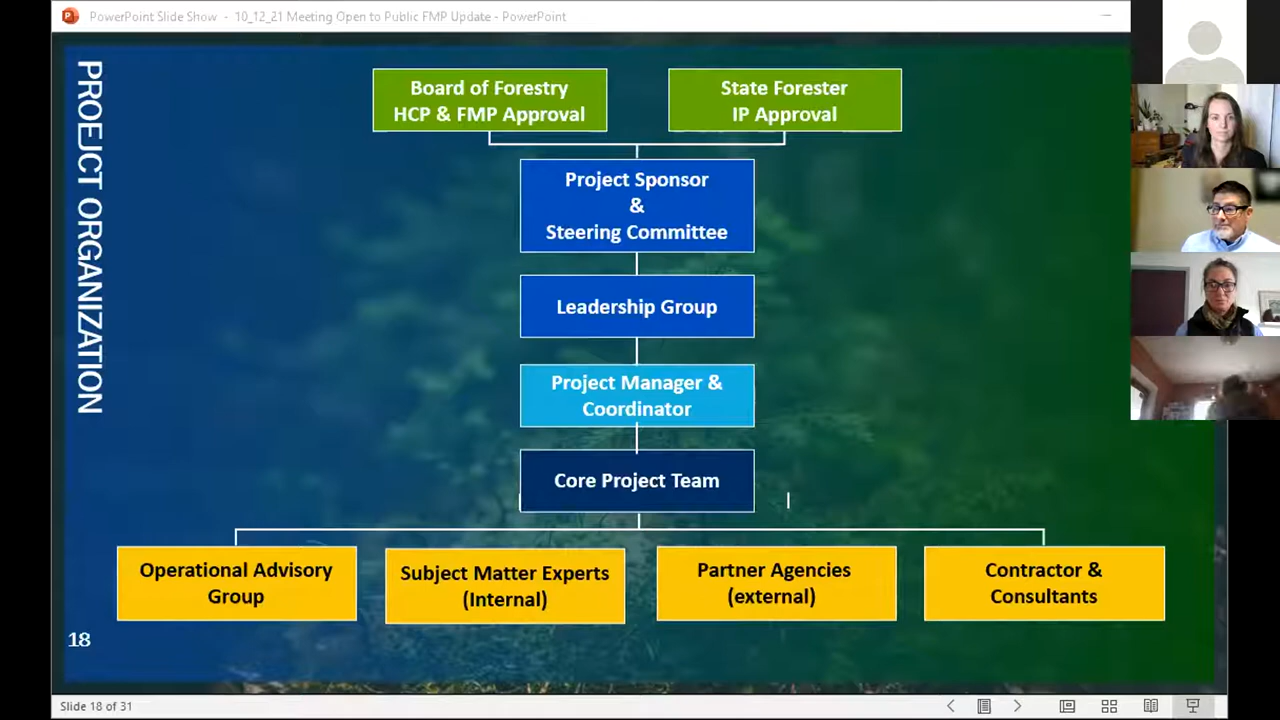 PowerPoint Slide Show - 10_12_21 Meeting Open to Public FMP Update - PowerPoint
PROEJCT ORGANIZATION
Board of Forestry
HCP & FMP Approval
State Forester
IP Approval
Project Sponsor
&
Steering Committee
Leadership Group
Project Manager &
Coordinator
Core Project Team
Operational Advisory
Group
Subject Matter Experts
(Internal)
Partner Agencies
(external)
Contractor &
Consultants
18
Slide 18 of 31